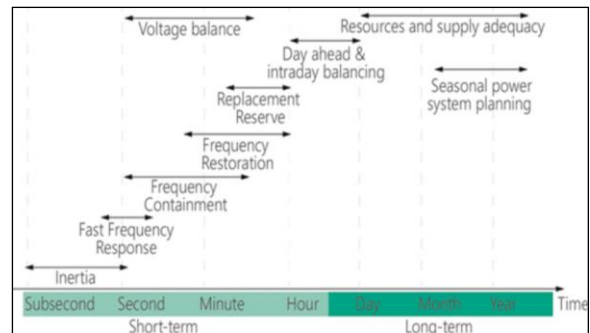 Voltage balance
Resources and supply adequacy
Day ahead &
intraday balancing
Seasonal power
system planning
Replacement
Reserve
Frequency
Restoration
Frequency
Containment
Fast Frequency
Response
Inertia
Subsecond Second Minute Hour Day Month Year Time
Short-term Long-term